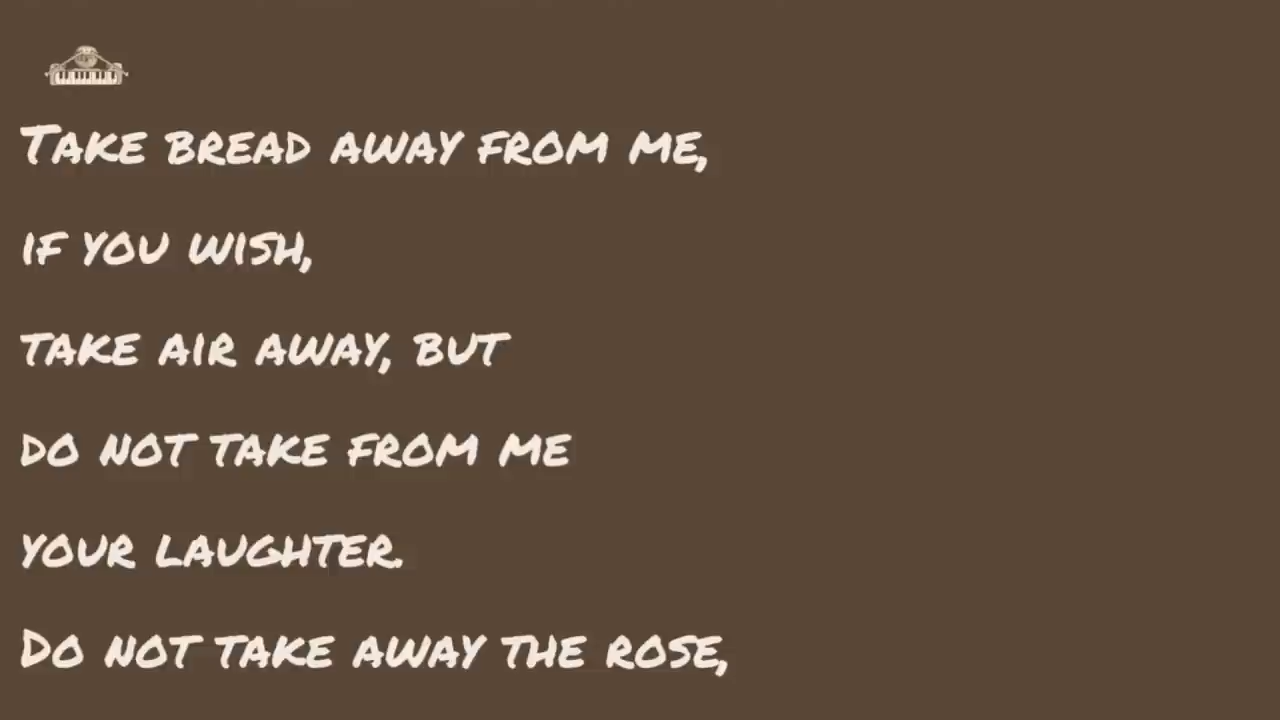 Take bread away from me,
if you wish,
take air away, but
do not take from me
your laughter.
Do not take away the rose,